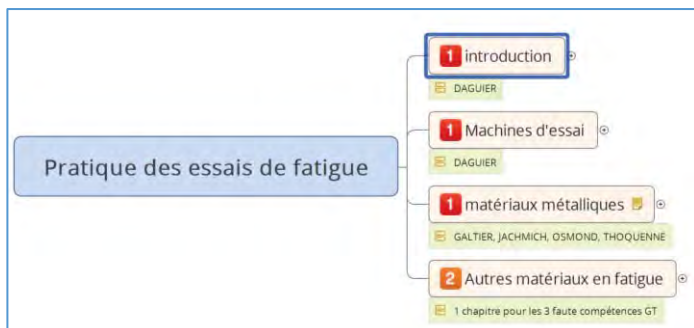 1 introduction
DAGUIER
1 Machines d'essai
DAGUIER
Pratique des essais de fatigue
1 matériaux métalliques
GALTIER, JACHMICH, OSMOND, THOQUENNE
2 Autres matériaux en fatigue
1 chapitre pour les 3 faute compétences GT